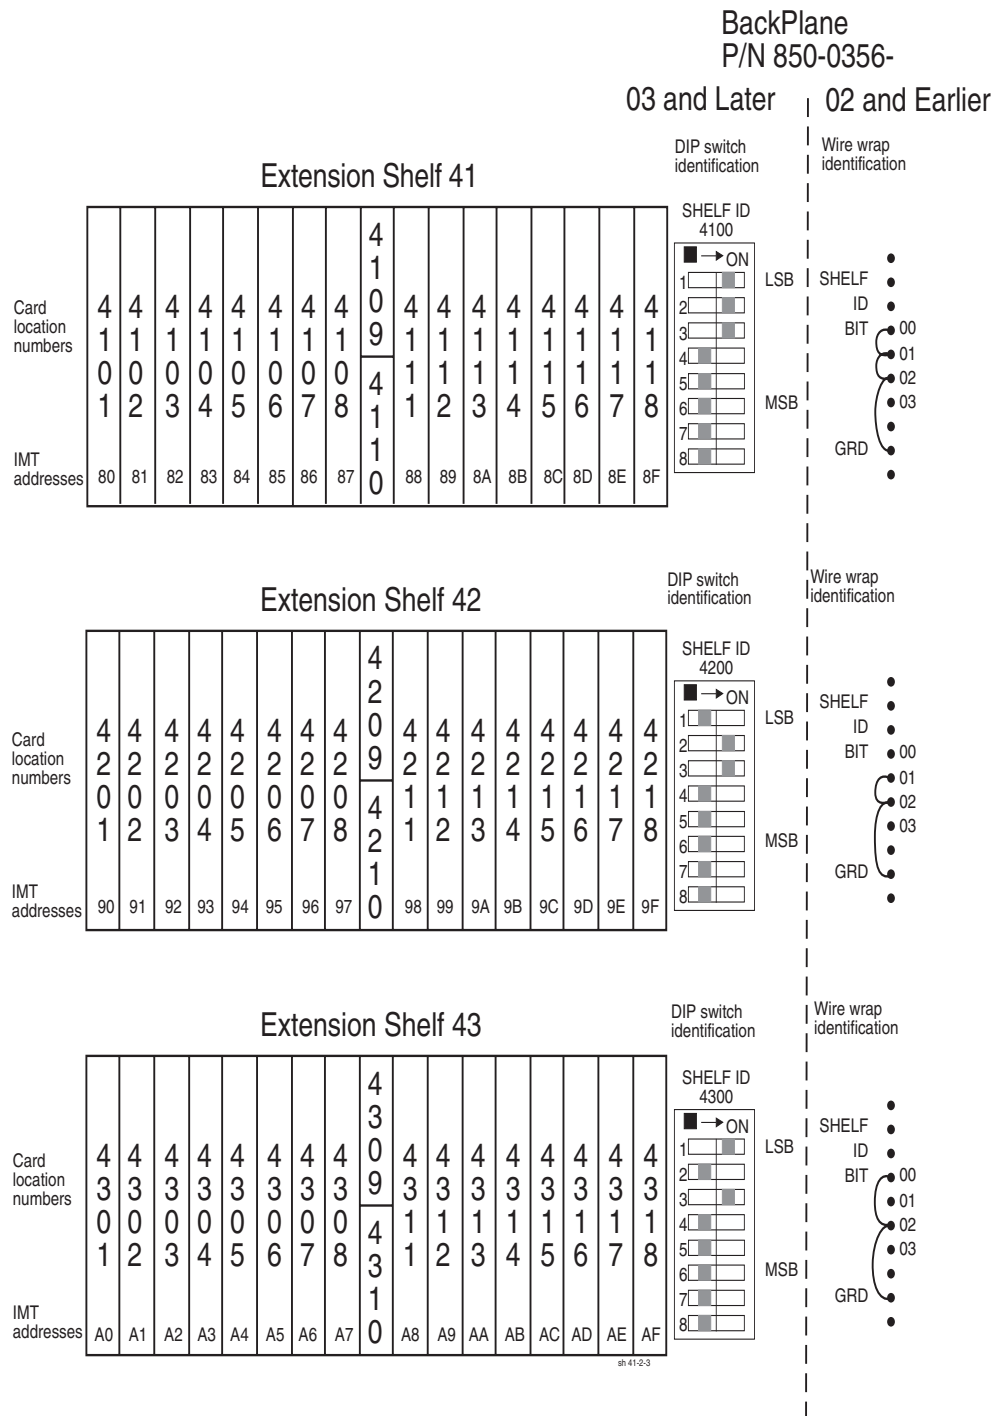 BackPlane
P/N 850-0356-
03 and Later
02 and Earlier
DIP switch
identification
Wire wrap
identification
Extension Shelf 41
SHELF ID
4100
ON
1
2
3
4
5
6
7
8
LSB
MSB
SHELF
ID
BIT
00
01
02
03
GRD
Card
location
numbers
4101 4102 4103 4104 4105 4106 4107 4108 4109 4110 4111 4112 4113 4114 4115 4116 4117 4118
IMT
addresses
80 81 82 83 84 85 86 87 88 89 8A 8B 8C 8D 8E 8F
DIP switch
identification
Wire wrap
identification
Extension Shelf 42
SHELF ID
4200
ON
1
2
3
4
5
6
7
8
LSB
MSB
SHELF
ID
BIT
00
01
02
03
GRD
Card
location
numbers
4201 4202 4203 4204 4205 4206 4207 4208 4209 4210 4211 4212 4213 4214 4215 4216 4217 4218
IMT
addresses
90 91 92 93 94 95 96 97 98 99 9A 9B 9C 9D 9E 9F
DIP switch
identification
Wire wrap
identification
Extension Shelf 43
SHELF ID
4300
ON
1
2
3
4
5
6
7
8
LSB
MSB
SHELF
ID
BIT
00
01
02
03
GRD
Card
location
numbers
4301 4302 4303 4304 4305 4306 4307 4308 4309 4310 4311 4312 4313 4314 4315 4316 4317 4318
IMT
addresses
A0 A1 A2 A3 A4 A5 A6 A7 A8 A9 AA AB AC AD AE AF
sh 41-2-3